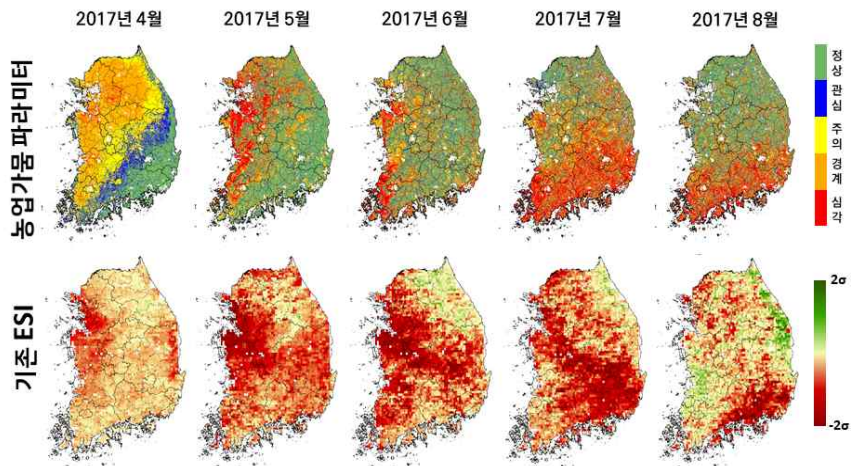 2017년 4월
2017년 5월
2017년 6월
2017년 7월
2017년 8월
농업가뭄 파라미터
정상
관심
주의
경계
심각
기존 ESI
2σ
-2σ